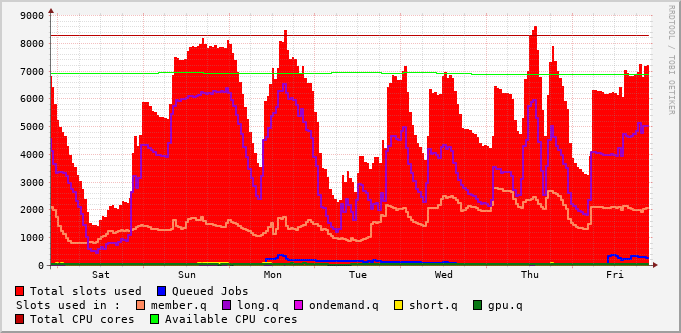 9000
8000
7000
6000
5000
4000
3000
2000
1000
0
Sat Sun Mon Tue Wed Thu Fri
RRDTOOL / TOBI OETIKER
Total slots used Queued Jobs
Slots used in : member.q long.q ondemand.q short.q gpu.q
Total CPU cores Available CPU cores